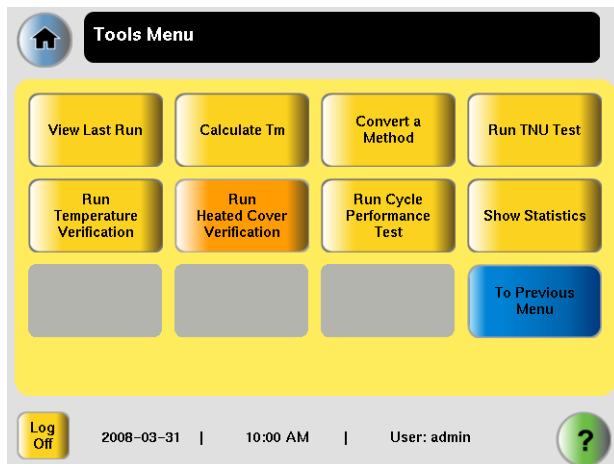 Tools Menu
View Last Run
Calculate Tm
Convert a
Method
Run TNU Test
Run
Temperature
Verification
Run
Heated Cover
Verification
Run Cycle
Performance
Test
Show Statistics
To Previous
Menu
Log
Off
2008-03-31 | 10:00 AM | User: admin
?